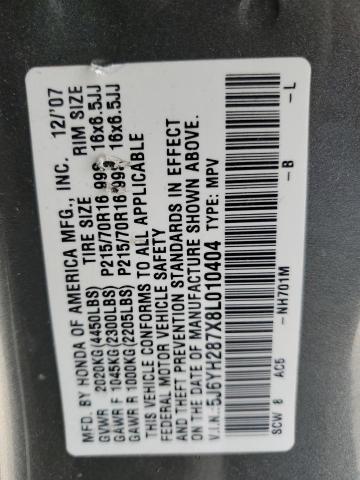 MFD. BY HONDA OF AMERICA MFG., INC. 12/'07
TIRE SIZE RIM SIZE
GVWR 2020KG(4450LBS)
GAWR F 1045KG(2300LBS) P215/70R16 99S 16x6.5JJ
GAWR R 1000KG(2205LBS) P215/70R16 99S 16x6.5JJ
THIS VEHICLE CONFORMS TO ALL APPLICABLE
FEDERAL MOTOR VEHICLE SAFETY
AND THEFT PREVENTION STANDARDS IN EFFECT
ON THE DATE OF MANUFACTURE SHOWN ABOVE.
V.I.N.:5J6YH287X8L010404 TYPE: MPV
SCW 8 AC5 -NH701M -B -L